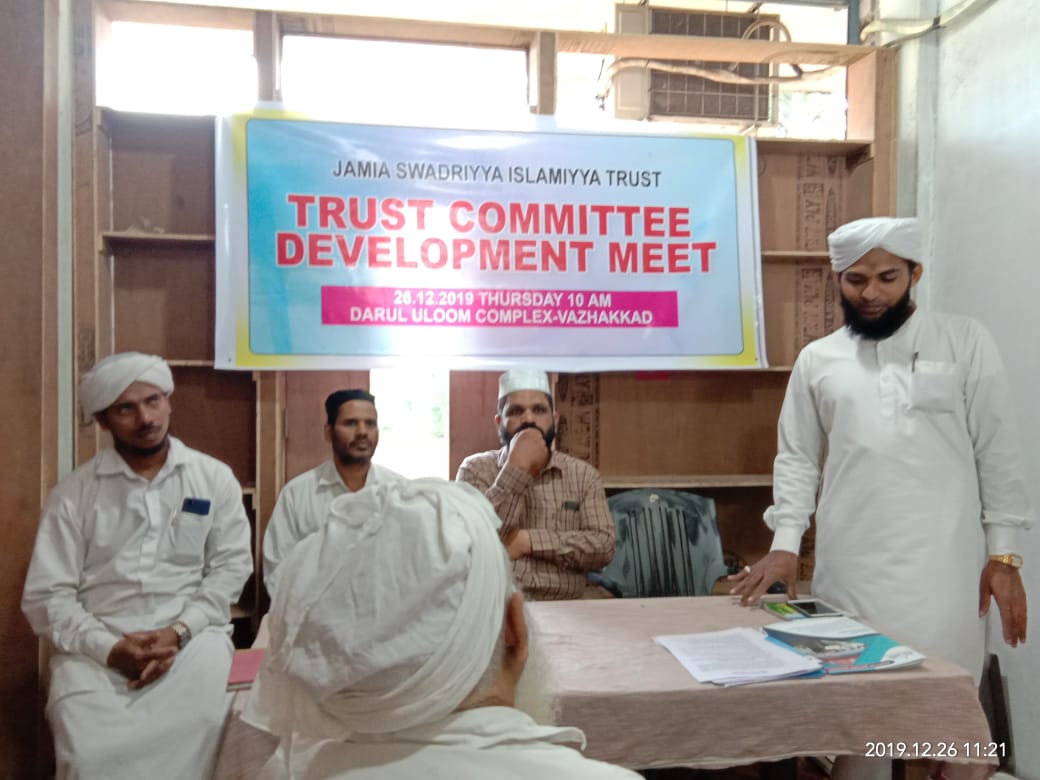 JAMIA SWADRIYYA ISLAMIYYA TRUST
TRUST COMMITTEE
DEVELOPMENT MEET
26.12.2019 THURSDAY 10 AM
DARUL ULOOM COMPLEX-VAZHAKKAD
2019.12.26 11:21